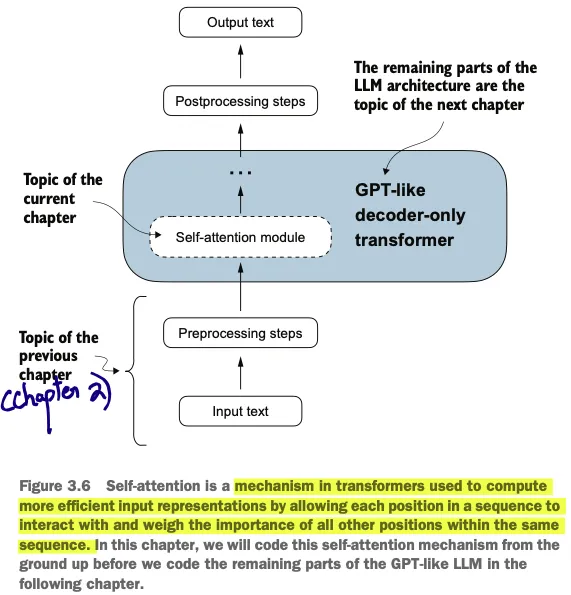 Output text
The remaining parts of the
LLM architecture are the
topic of the next chapter
Postprocessing steps
...
Topic of the
current
chapter
GPT-like
decoder-only
transformer
Self-attention module
Topic of the
previous
chapter
(Chapter 2)
Preprocessing steps
Input text
Figure 3.6 Self-attention is a mechanism in transformers used to compute
more efficient input representations by allowing each position in a sequence to
interact with and weigh the importance of all other positions within the same
sequence. In this chapter, we will code this self-attention mechanism from the
ground up before we code the remaining parts of the GPT-like LLM in the
following chapter.